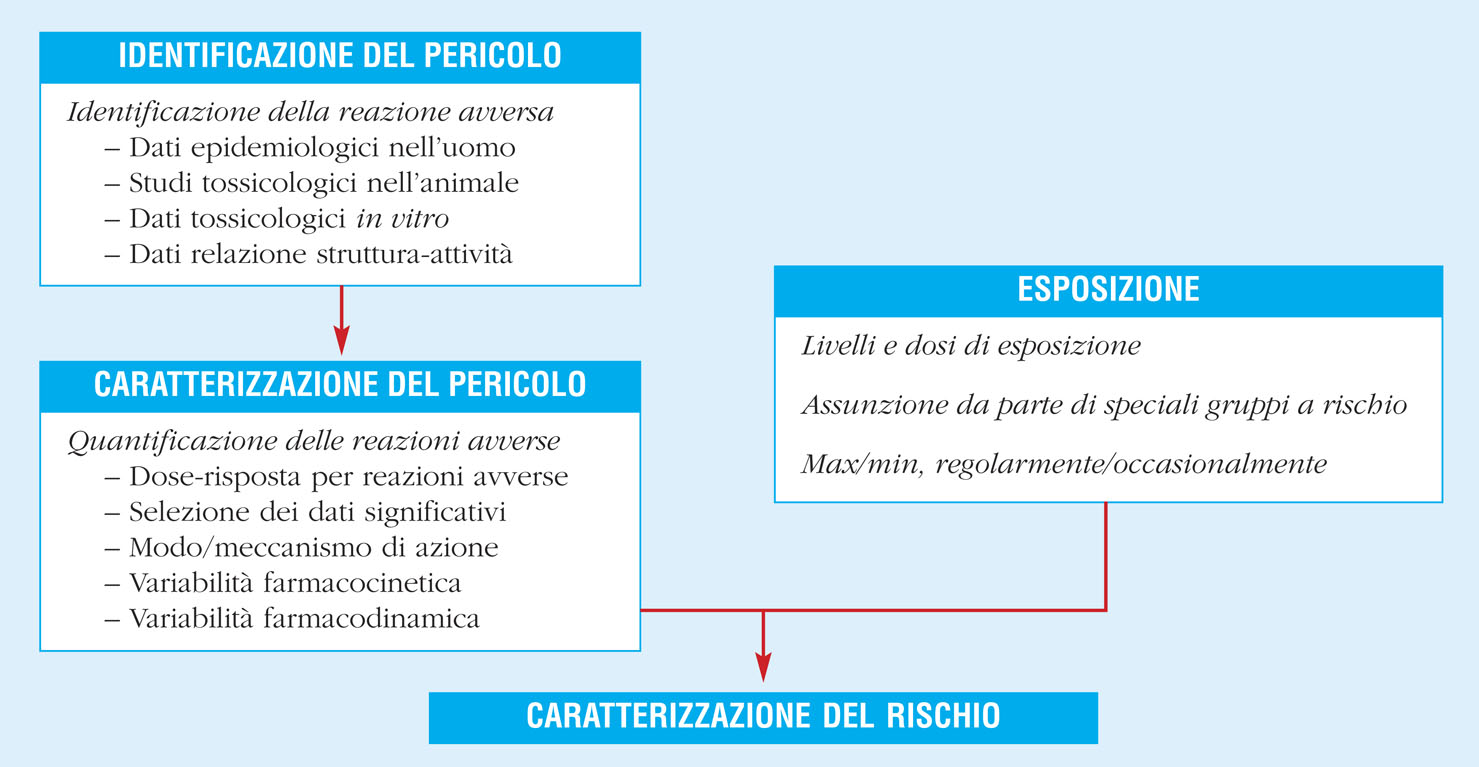 IDENTIFICAZIONE DEL PERICOLO
Identificazione della reazione avversa
– Dati epidemiologici nell’uomo
– Studi tossicologici nell’animale
– Dati tossicologici in vitro
– Dati relazione struttura-attività
CARATTERIZZAZIONE DEL PERICOLO
Quantificazione delle reazioni avverse
– Dose-risposta per reazioni avverse
– Selezione dei dati significativi
– Modo/meccanismo di azione
– Variabilità farmacocinetica
– Variabilità farmacodinamica
ESPOSIZIONE
Livelli e dosi di esposizione
Assunzione da parte di speciali gruppi a rischio
Max/min, regolarmente/occasionalmente
CARATTERIZZAZIONE DEL RISCHIO